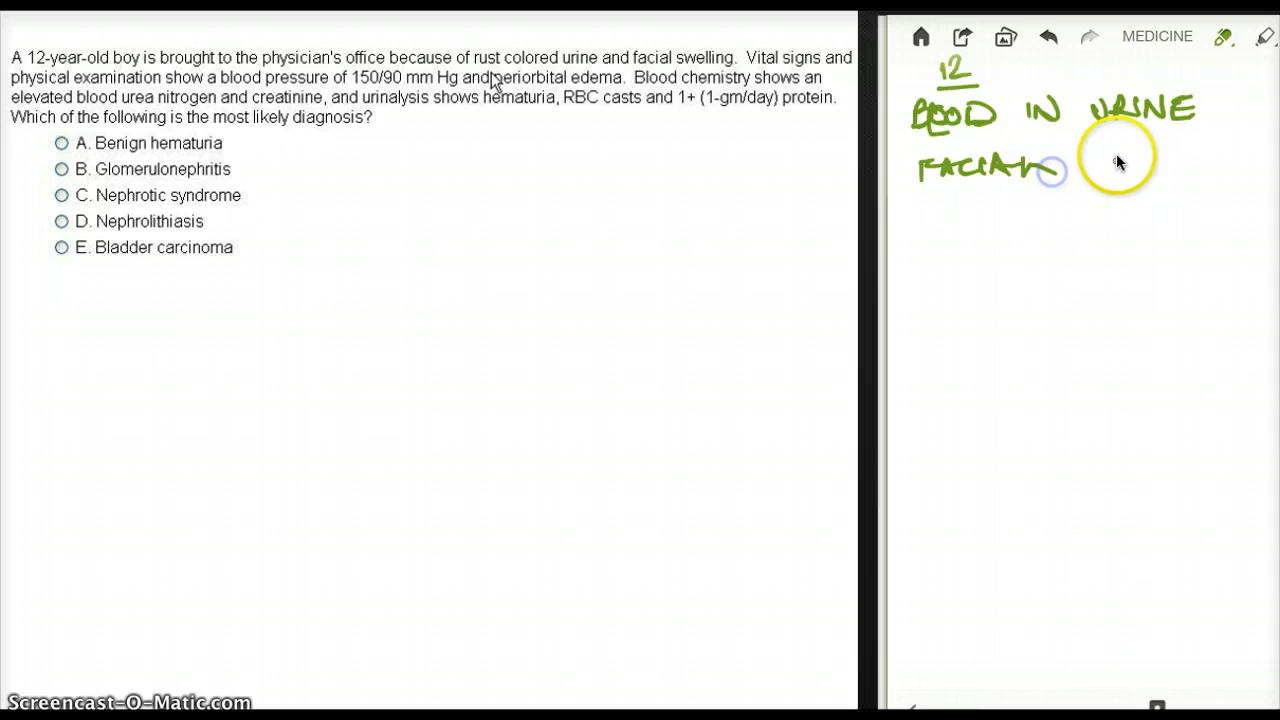 A 12-year-old boy is brought to the physician's office because of rust colored urine and facial swelling. Vital signs and
physical examination show a blood pressure of 150/90 mm Hg and periorbital edema. Blood chemistry shows an
elevated blood urea nitrogen and creatinine, and urinalysis shows hematuria, RBC casts and 1+ (1-gm/day) protein.
Which of the following is the most likely diagnosis?
A. Benign hematuria
B. Glomerulonephritis
C. Nephrotic syndrome
D. Nephrolithiasis
E. Bladder carcinoma
MEDICINE
12
BLOOD IN URINE
FACIAL
Screencast-O-Matic.com